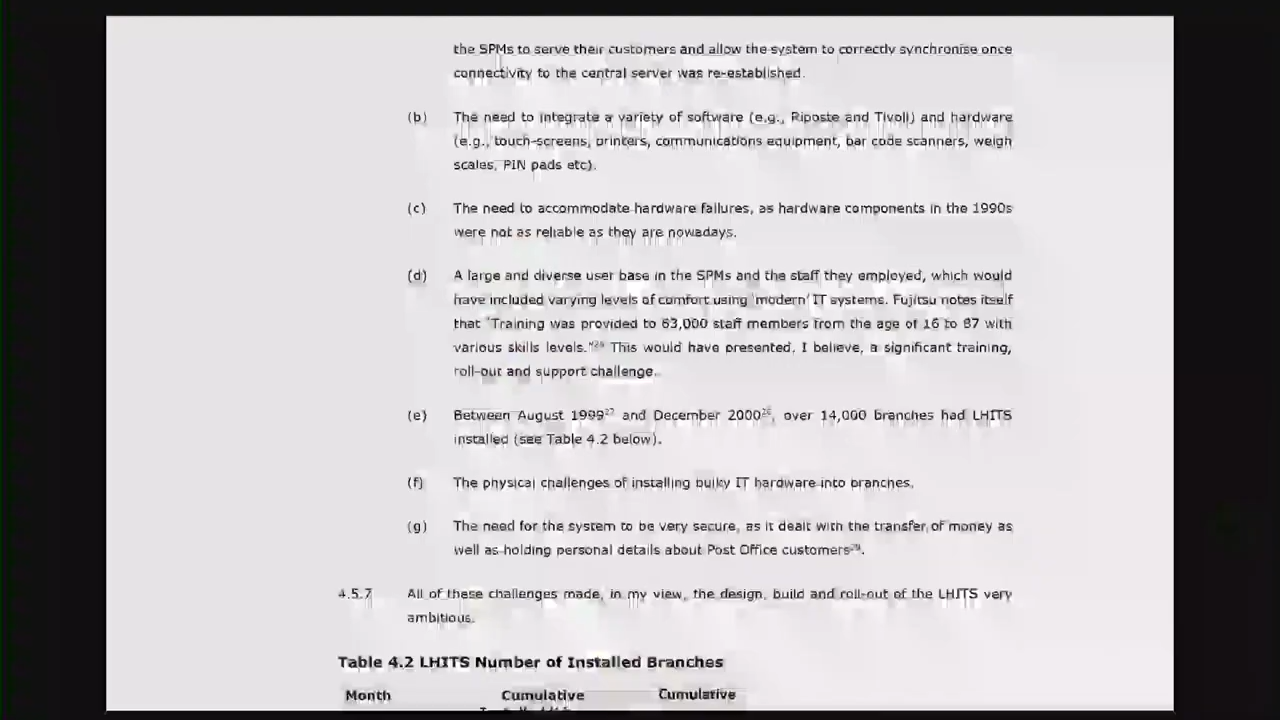 the SPMs to serve their customers and allow the system to correctly synchronise once
connectivity to the central server was re-established.
(b) The need to integrate a variety of software (e.g., Riposte and Tivoli) and hardware
(e.g., touch-screens, printers, communications equipment, bar code scanners, weigh
scales, PIN pads etc).
(c) The need to accommodate hardware failures, as hardware components in the 1990s
were not as reliable as they are nowadays.
(d) A large and diverse user base in the SPMs and the staff they employed, which would
have included varying levels of comfort using 'modern' IT systems. Fujitsu notes itself
that "Training was provided to 63,000 staff members from the age of 16 to 87 with
various skills levels."²⁶ This would have presented, I believe, a significant training,
roll-out and support challenge.
(e) Between August 1999²⁷ and December 2000²⁸, over 14,000 branches had LHITS
installed (see Table 4.2 below).
(f) The physical challenges of installing bulky IT hardware into branches.
(g) The need for the system to be very secure, as it dealt with the transfer of money as
well as holding personal details about Post Office customers²⁹.
4.5.7 All of these challenges made, in my view, the design, build and roll-out of the LHITS very
ambitious.
Table 4.2 LHITS Number of Installed Branches
Month Cumulative Cumulative